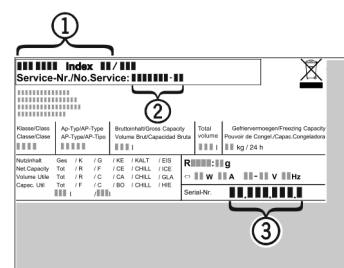 1
Index /
Service-Nr./No.Service: -
2
Klasse/Class Ap-Typ/AP-Type Bruttoinhalt/Gross Capacity Total Gefriervermoegen/Freezing Capacity
Classe/Clase AP-Type/AP-Tipo Volume Brut/Capacidad Bruta volume Pouvoir de Congel./Capac.Congeladora
l l kg / 24 h
Nutzinhalt Ges / K / G / KE / KALT / EIS
Net.Capacity Tot / R / F / CE / CHILL / ICE
Volume Utile Tot / R / C / CA / CHILL / GLA
Capac. Util Tot / F / C / BO / CHILL / HIE
l / l
R : g
W A - V Hz
Serial-Nr. . . .
3